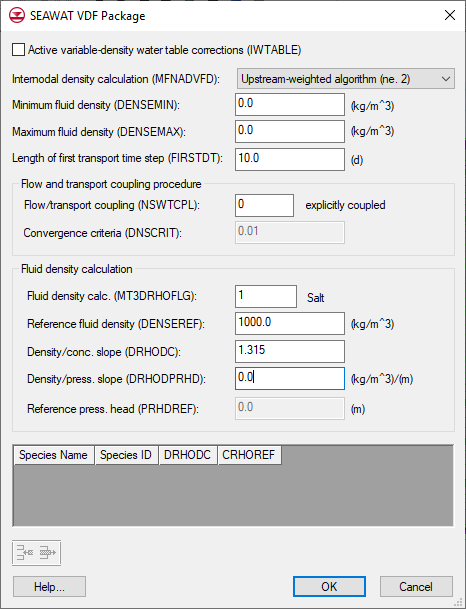 SEAWAT VDF Package
Active variable-density water table corrections (IWTABLE)
Internodal density calculation (MFNADVFD): Upstream-weighted algorithm (ne. 2)
Minimum fluid density (DENSEMIN): 0.0 (kg/m^3)
Maximum fluid density (DENSEMAX): 0.0 (kg/m^3)
Length of first transport time step (FIRSTDT): 10.0 (d)
Flow and transport coupling procedure
Flow/transport coupling (NSWTCPL): 0 explicitly coupled
Convergence criteria (DNSCRIT): 0.01
Fluid density calculation
Fluid density calc. (MT3DRHOFLG): 1 Salt
Reference fluid density (DENSEREF): 1000.0 (kg/m^3)
Density/conc. slope (DRHODC): 1.315
Density/press. slope (DRHODPRHD): 0.0 (kg/m^3)/(m)
Reference press. head (PRHDREF): 0.0 (m)
Species Name Species ID DRHODC CRHOREF
Help... OK Cancel